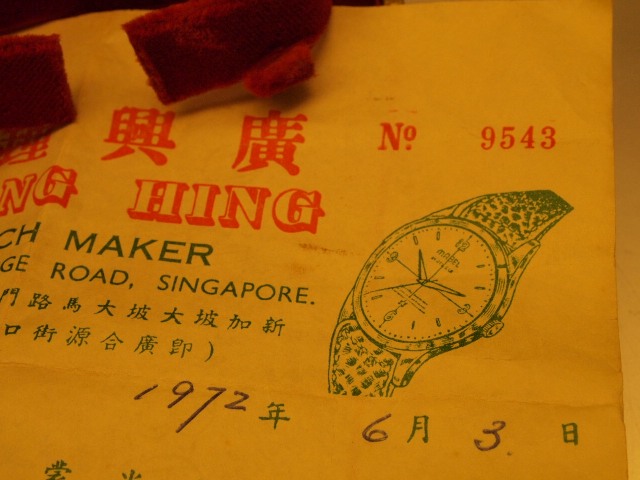 廣興 Nº 9543
NG HING
CH MAKER
GE ROAD, SINGAPORE.
新加坡大坡大馬路門
(即廣合源街口
1972年 6月 3.日